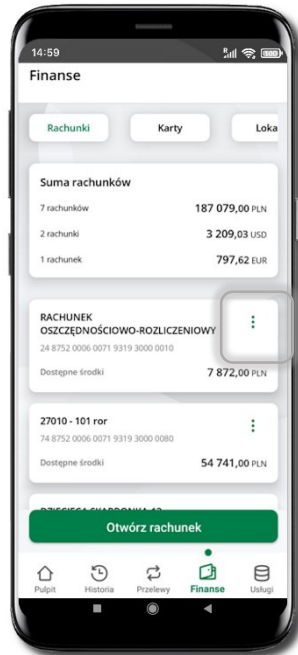 14:59
Finanse
Rachunki Karty Loka
Suma rachunków
7 rachunków 187 079,00 PLN
2 rachunki 3 209,03 USD
1 rachunek 797,62 EUR
RACHUNEK
OSZCZĘDNOŚCIOWO-ROZLICZENIOWY
24 8752 0006 0071 9319 3000 0010
Dostępne środki 7 872,00 PLN
27010 - 101 ror
74 8752 0006 0071 9319 3000 0080
Dostępne środki 54 741,00 PLN
Otwórz rachunek
Pulpit Historia Przelewy Finanse Usługi